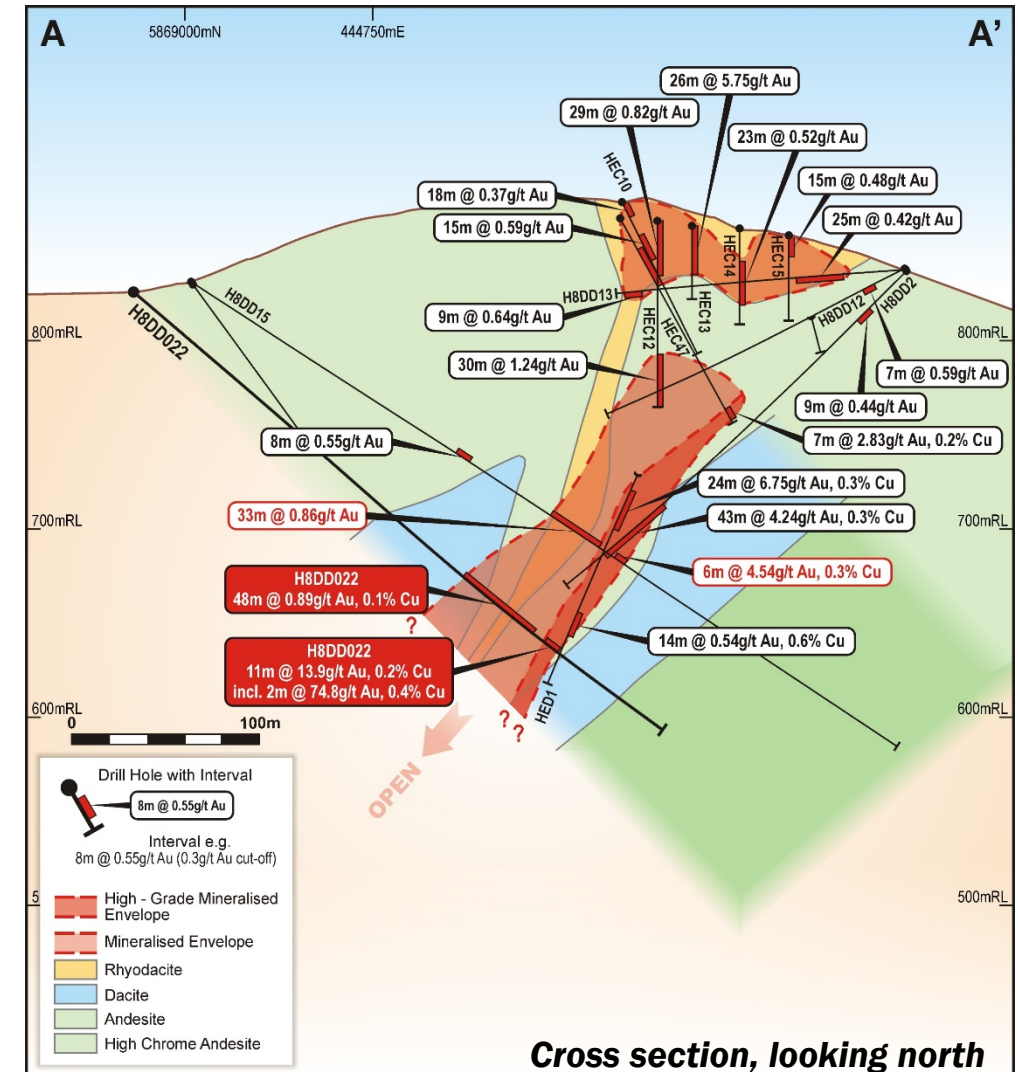 A
5869000mN
444750mE
A'
26m @ 5.75g/t Au
29m @ 0.82g/t Au
23m @ 0.52g/t Au
HEC10
18m @ 0.37g/t Au
15m @ 0.48g/t Au
15m @ 0.59g/t Au
25m @ 0.42g/t Au
HEC14
HEC15
H8DD13
H8DD15
H8DD022
9m @ 0.64g/t Au
HEC12
HEC47
HEC13
H8DD12
H8DD2
800mRL
800mRL
30m @ 1.24g/t Au
7m @ 0.59g/t Au
9m @ 0.44g/t Au
8m @ 0.55g/t Au
7m @ 2.83g/t Au, 0.2% Cu
24m @ 6.75g/t Au, 0.3% Cu
700mRL
33m @ 0.86g/t Au
43m @ 4.24g/t Au, 0.3% Cu
700mRL
6m @ 4.54g/t Au, 0.3% Cu
H8DD022
48m @ 0.89g/t Au, 0.1% Cu
?
14m @ 0.54g/t Au, 0.6% Cu
H8DD022
11m @ 13.9g/t Au, 0.2% Cu
incl. 2m @ 74.8g/t Au, 0.4% Cu
HED1
600mRL
600mRL
?
?
0 100m
OPEN
Drill Hole with Interval
8m @ 0.55g/t Au
Interval e.g.
8m @ 0.55g/t Au (0.3g/t Au cut-off)
5
500mRL
High - Grade Mineralised
Envelope
Mineralised Envelope
Rhyodacite
Dacite
Andesite
High Chrome Andesite
Cross section, looking north